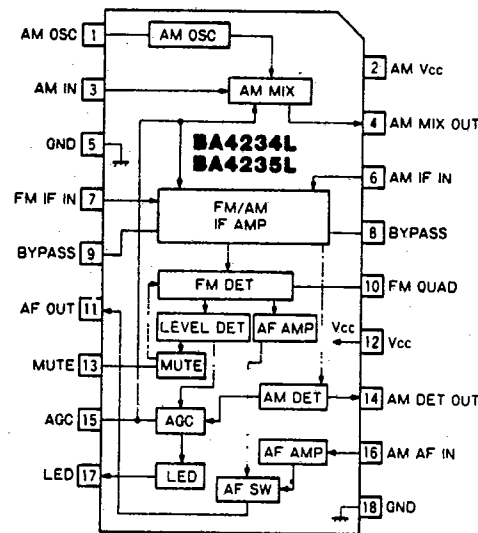 AM OSC 1 AM OSC
2 AM Vcc
AM IN 3 AM MIX
4 AM MIX OUT
GND 5 BA4234L
BA4235L
6 AM IF IN
FM IF IN 7 FM/AM
IF AMP
8 BYPASS
BYPASS 9
FM DET 10 FM QUAD
AF OUT 11 LEVEL DET AF AMP
Vcc 12 Vcc
MUTE 13 MUTE
AM DET 14 AM DET OUT
AGC 15 AGC
AF AMP 16 AM AF IN
LED 17 LED
AF SW
18 GND